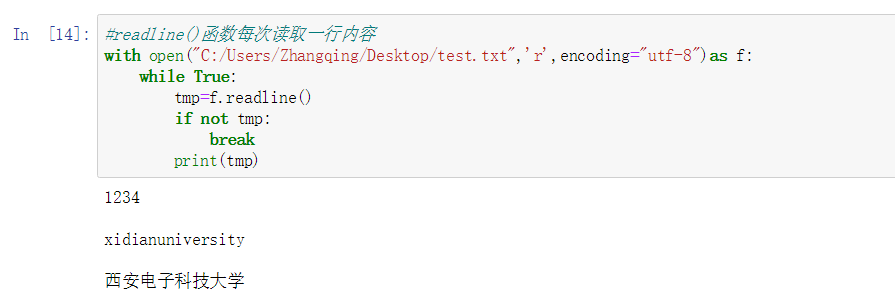 In [14]: #readline()函数每次读取一行内容
with open("C:/Users/Zhangqing/Desktop/test.txt",'r',encoding="utf-8")as f:
    while True:
        tmp=f.readline()
        if not tmp:
            break
        print(tmp)
1234
xidianuniversity
西安电子科技大学